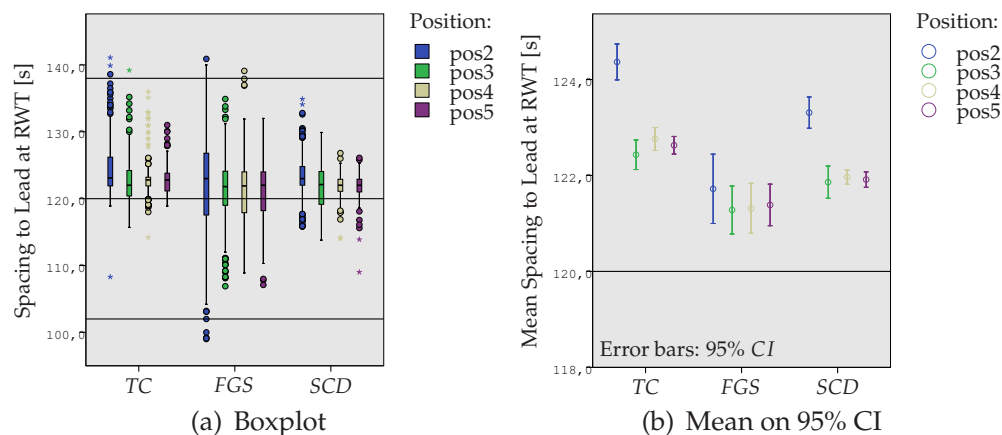 Spacing to Lead at RWT [s]
140,0
130,0
120,0
110,0
100,0
TC
FGS
SCD
Position:
pos2
pos3
pos4
pos5
(a) Boxplot
Mean Spacing to Lead at RWT [s]
124,0
122,0
120,0
118,0
Error bars: 95% CI
TC
FGS
SCD
Position:
pos2
pos3
pos4
pos5
(b) Mean on 95% CI